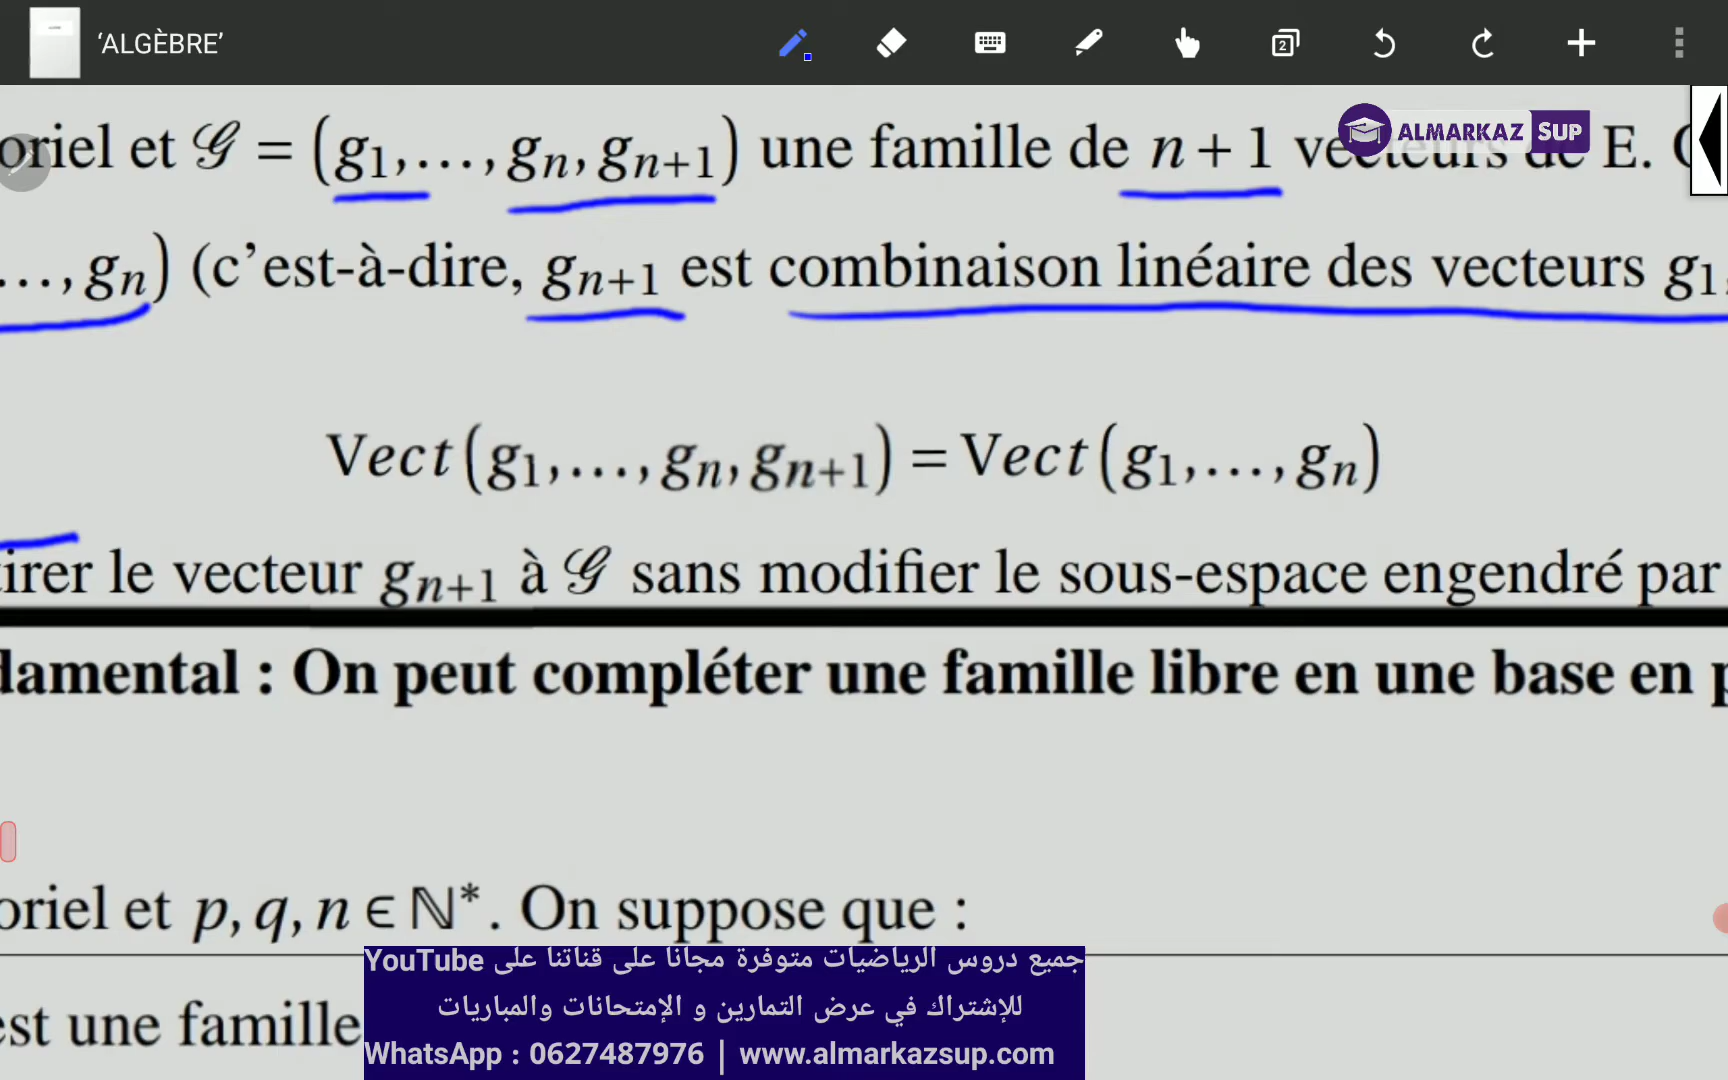 ‘ALGÈBRE’
2
ALMARKAZ SUP
oriel et 𝒢 = (g₁,…,gₙ,gₙ₊₁) une famille de n+1 vecteurs de E.
…,gₙ) (c’est-à-dire, gₙ₊₁ est combinaison linéaire des vecteurs g₁,
Vect(g₁,…,gₙ,gₙ₊₁) = Vect(g₁,…,gₙ)
irer le vecteur gₙ₊₁ à 𝒢 sans modifier le sous-espace engendré par
damental : On peut compléter une famille libre en une base en p
oriel et p,q,n ∈ ℕ*. On suppose que :
est une famille
جميع دروس الرياضيات متوفرة مجانا على قناتنا على YouTube
للإشتراك في عرض التمارين و الإمتحانات والمباريات
WhatsApp : 0627487976 | www.almarkazsup.com